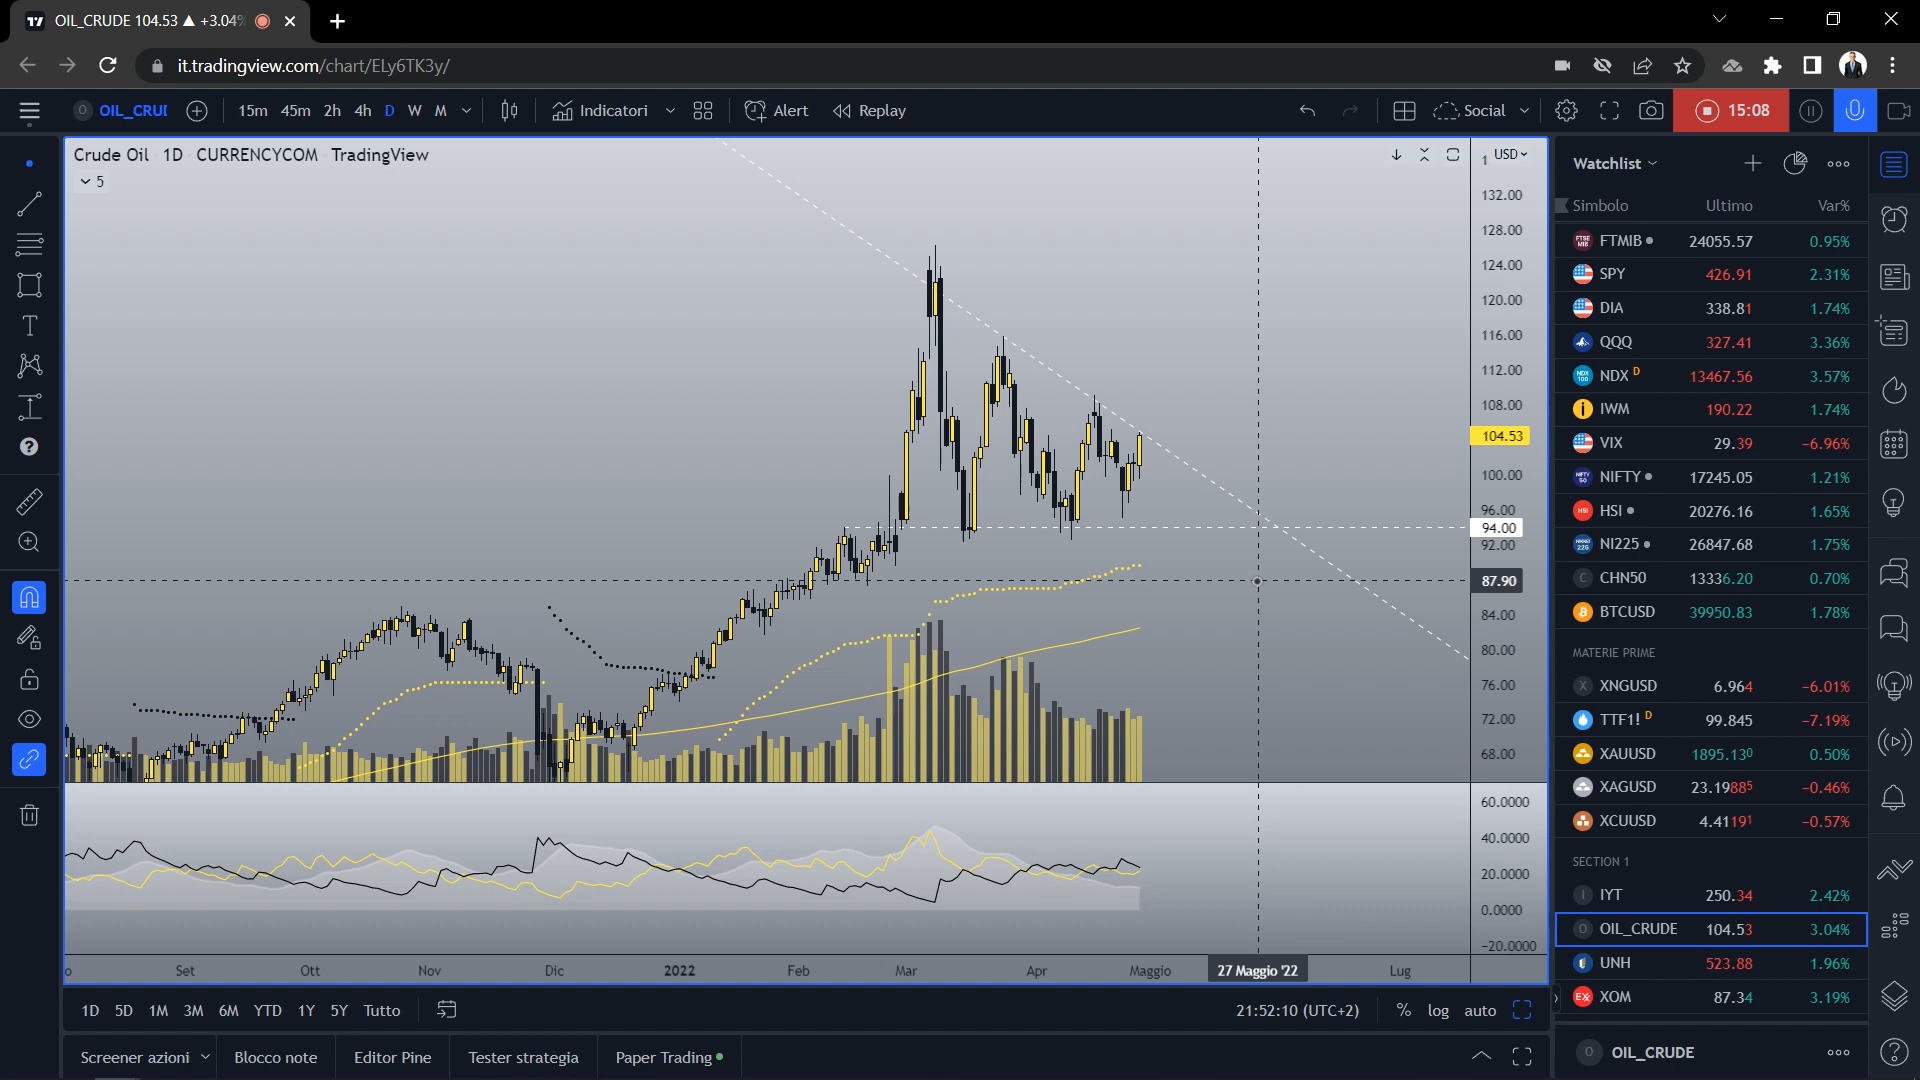 OIL_CRUDE 104.53 ▲ +3.04%
it.tradingview.com/chart/ELy6TK3y/
OIL_CRUI
15m 45m 2h 4h D W M
Indicatori
Alert
Replay
Social
15:08
Crude Oil 1D CURRENCYCOM TradingView
5
1 USD
132.00
128.00
124.00
120.00
116.00
112.00
108.00
104.53
100.00
96.00
94.00
92.00
87.90
84.00
80.00
76.00
72.00
68.00
60.0000
40.0000
20.0000
0.0000
−20.0000
o Set Ott Nov Dic 2022 Feb Mar Apr Maggio 27 Maggio '22 Lug
1D 5D 1M 3M 6M YTD 1Y 5Y Tutto
21:52:10 (UTC+2) % log auto
Screener azioni Blocco note Editor Pine Tester strategia Paper Trading
Watchlist
Simbolo Ultimo Var%
FTMIB 24055.57 0.95%
SPY 426.91 2.31%
DIA 338.81 1.74%
QQQ 327.41 3.36%
NDX D 13467.56 3.57%
IWM 190.22 1.74%
VIX 29.39 −6.96%
NIFTY 17245.05 1.21%
HSI 20276.16 1.65%
NI225 26847.68 1.75%
CHN50 13336.20 0.70%
BTCUSD 39950.83 1.78%
MATERIE PRIME
XNGUSD 6.964 −6.01%
TTF1! D 99.845 −7.19%
XAUUSD 1895.130 0.50%
XAGUSD 23.19885 −0.46%
XCUUSD 4.41191 −0.57%
SECTION 1
IYT 250.34 2.42%
OIL_CRUDE 104.53 3.04%
UNH 523.88 1.96%
XOM 87.34 3.19%
OIL_CRUDE